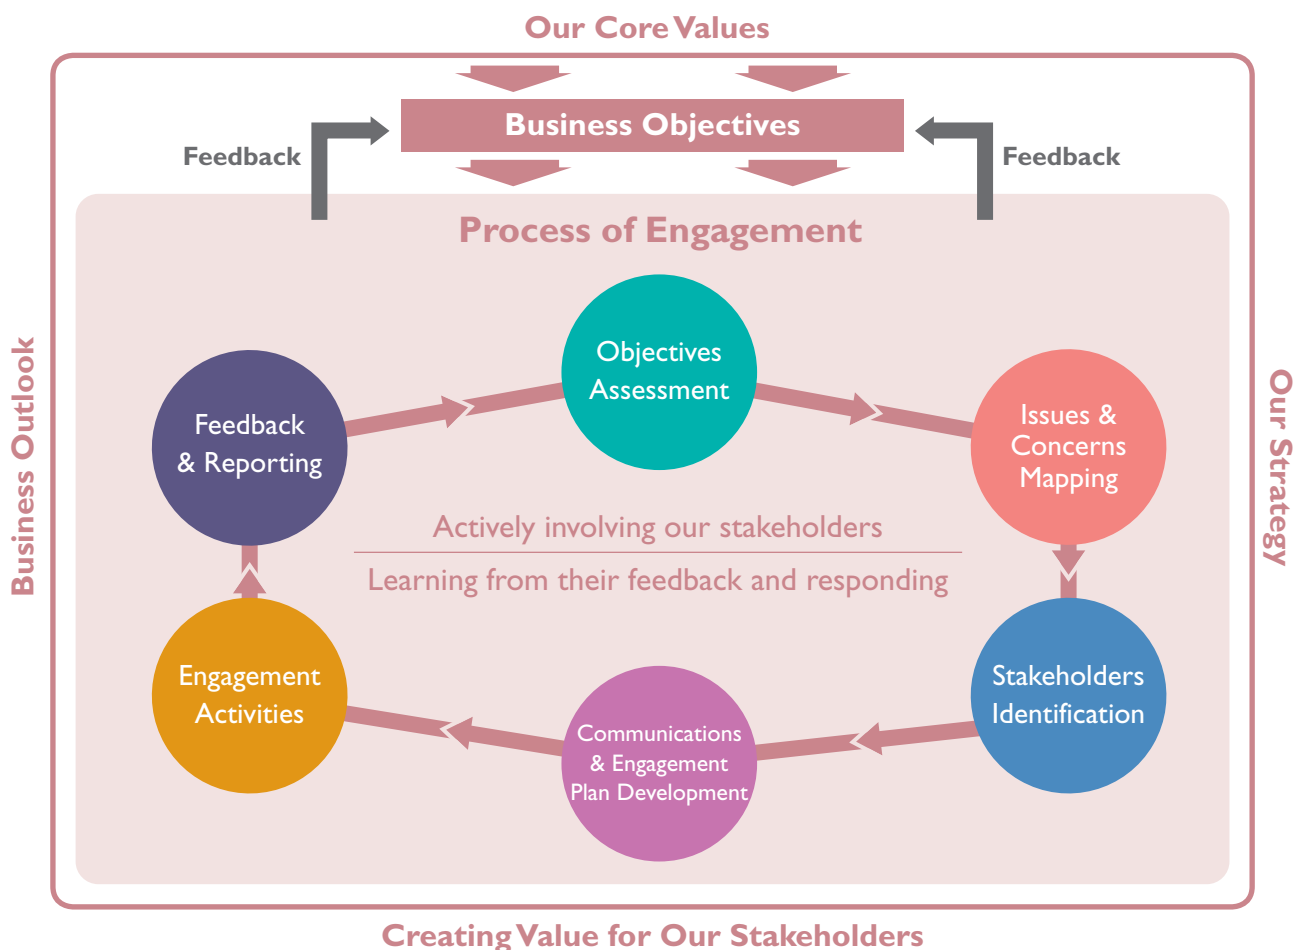 Our Core Values
Business Objectives
Feedback
Feedback
Process of Engagement
Objectives
Assessment
Feedback
& Reporting
Issues &
Concerns
Mapping
Actively involving our stakeholders
Learning from their feedback and responding
Engagement
Activities
Communications
& Engagement
Plan Development
Stakeholders
Identification
Business Outlook
Our Strategy
Creating Value for Our Stakeholders